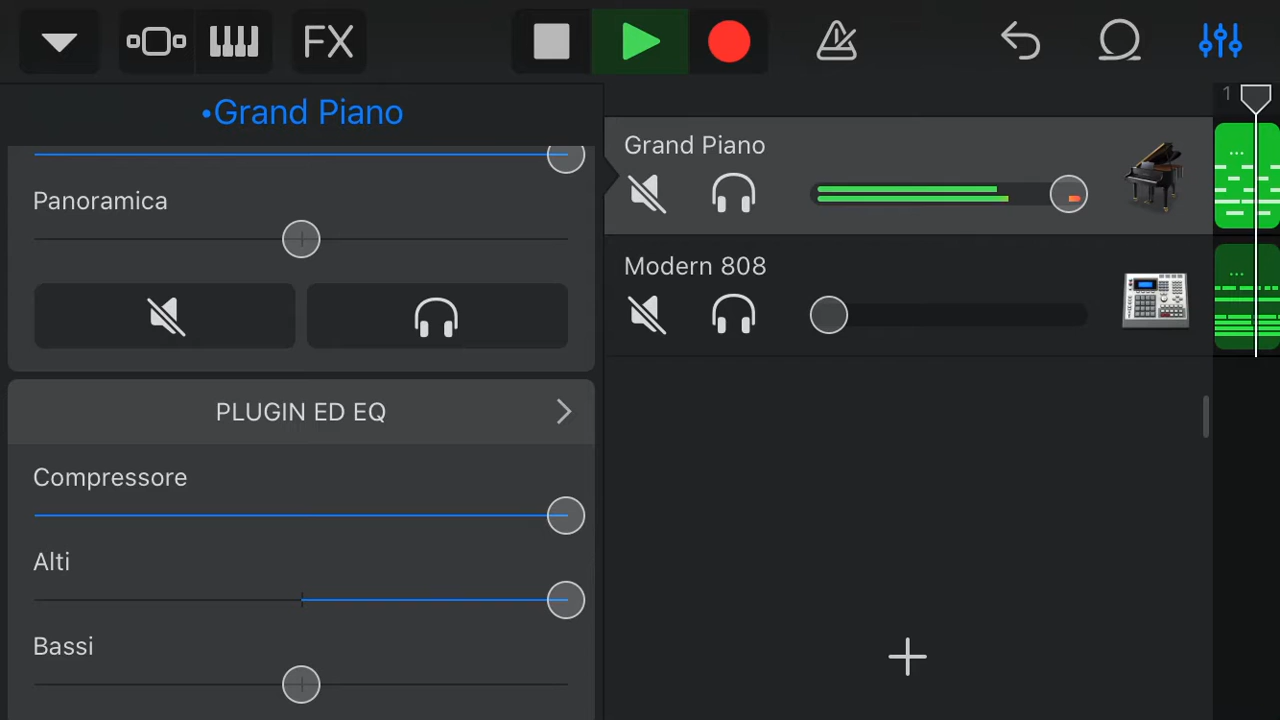 FX
•Grand Piano
1
Panoramica
Grand Piano
...
Modern 808
...
PLUGIN ED EQ
Compressore
Alti
Bassi